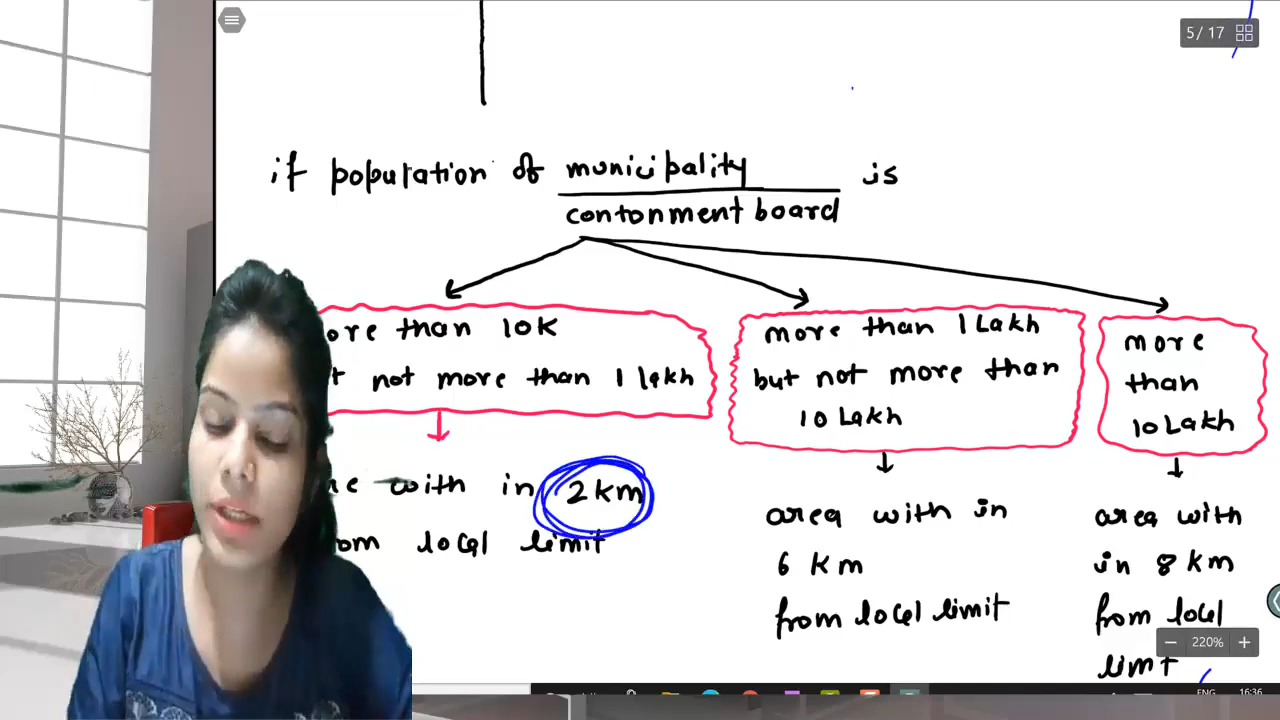 5 / 17
if population of municipality is
contonment board
ore than 10K
t not more than 1 lakh
more than 1 Lakh
but not more than
10 Lakh
more
than
10 Lakh
with in 2 km
om local limit
area with in
6 km
from local limit
area with
in 8 km
from local
limt
220%
ENG
16:36